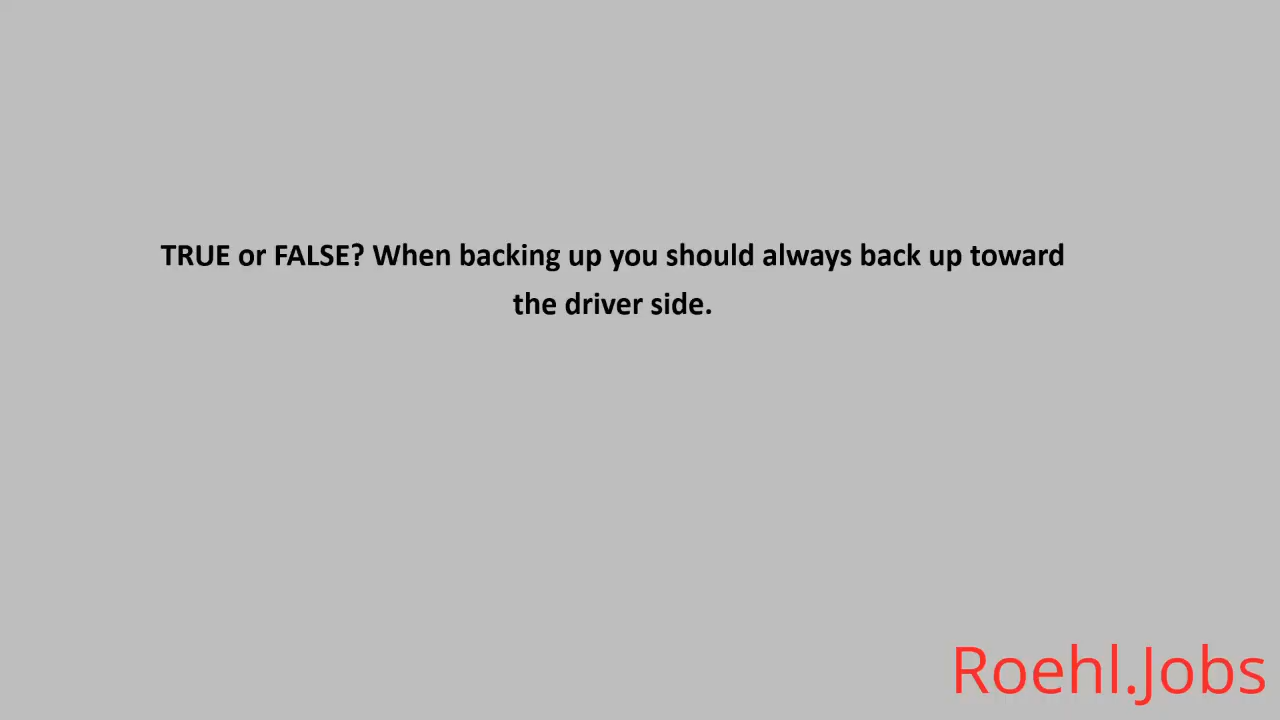 TRUE or FALSE? When backing up you should always back up toward
the driver side.
Roehl.Jobs